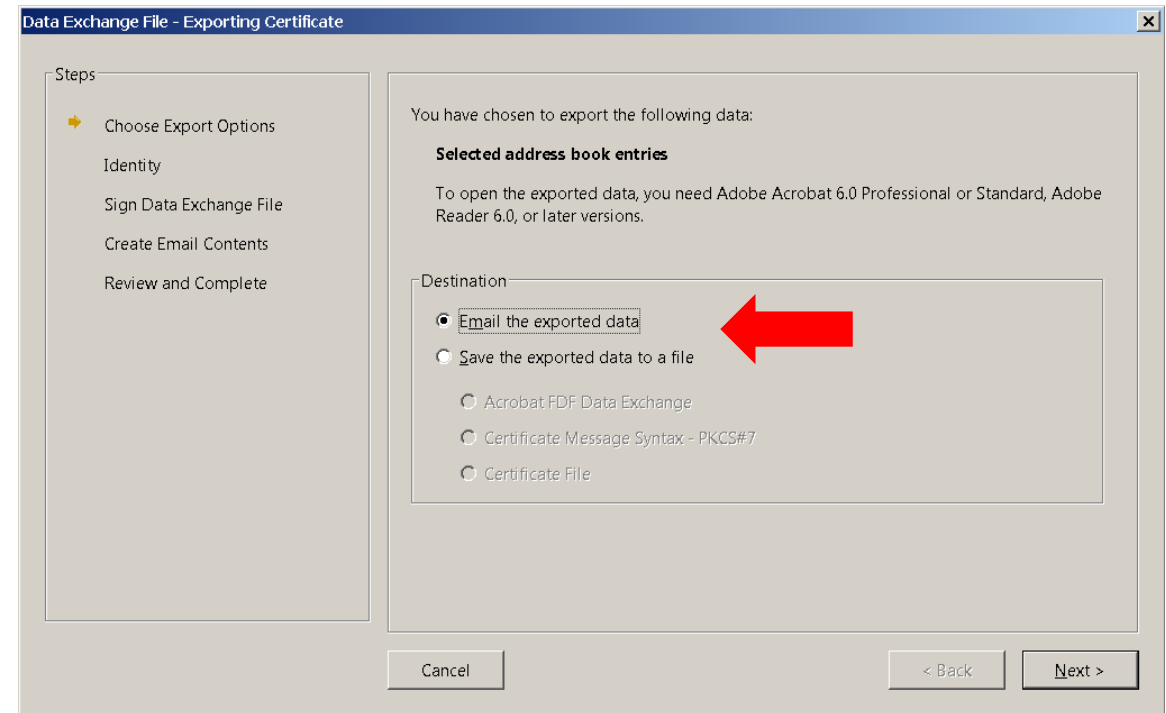 Data Exchange File - Exporting Certificate
Steps
Choose Export Options
Identity
Sign Data Exchange File
Create Email Contents
Review and Complete
You have chosen to export the following data:
Selected address book entries
To open the exported data, you need Adobe Acrobat 6.0 Professional or Standard, Adobe
Reader 6.0, or later versions.
Destination
Email the exported data
Save the exported data to a file
Acrobat FDF Data Exchange
Certificate Message Syntax - PKCS#7
Certificate File
Cancel
< Back
Next >